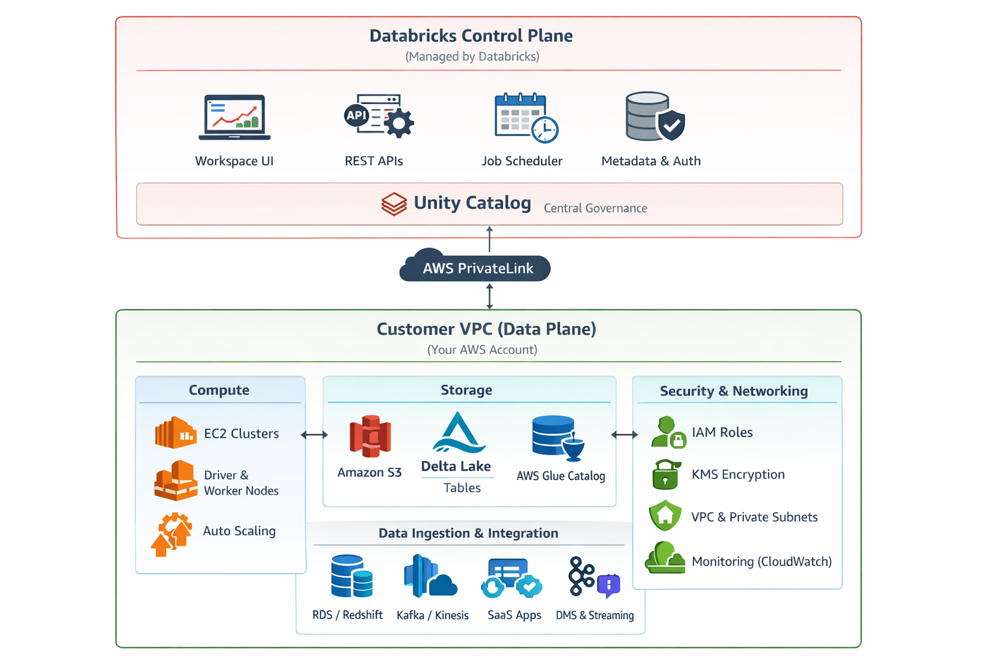 Databricks Control Plane
(Managed by Databricks)
API
Workspace UI
REST APIs
Job Scheduler
Metadata & Auth
Unity Catalog Central Governance
AWS PrivateLink
Customer VPC (Data Plane)
(Your AWS Account)
Compute
EC2 Clusters
Driver &
Worker Nodes
Auto Scaling
Storage
Amazon S3
Delta Lake
Tables
AWS Glue Catalog
Security & Networking
IAM Roles
KMS Encryption
VPC & Private Subnets
Monitoring (CloudWatch)
Data Ingestion & Integration
RDS / Redshift
Kafka / Kinesis
SaaS Apps
DMS & Streaming